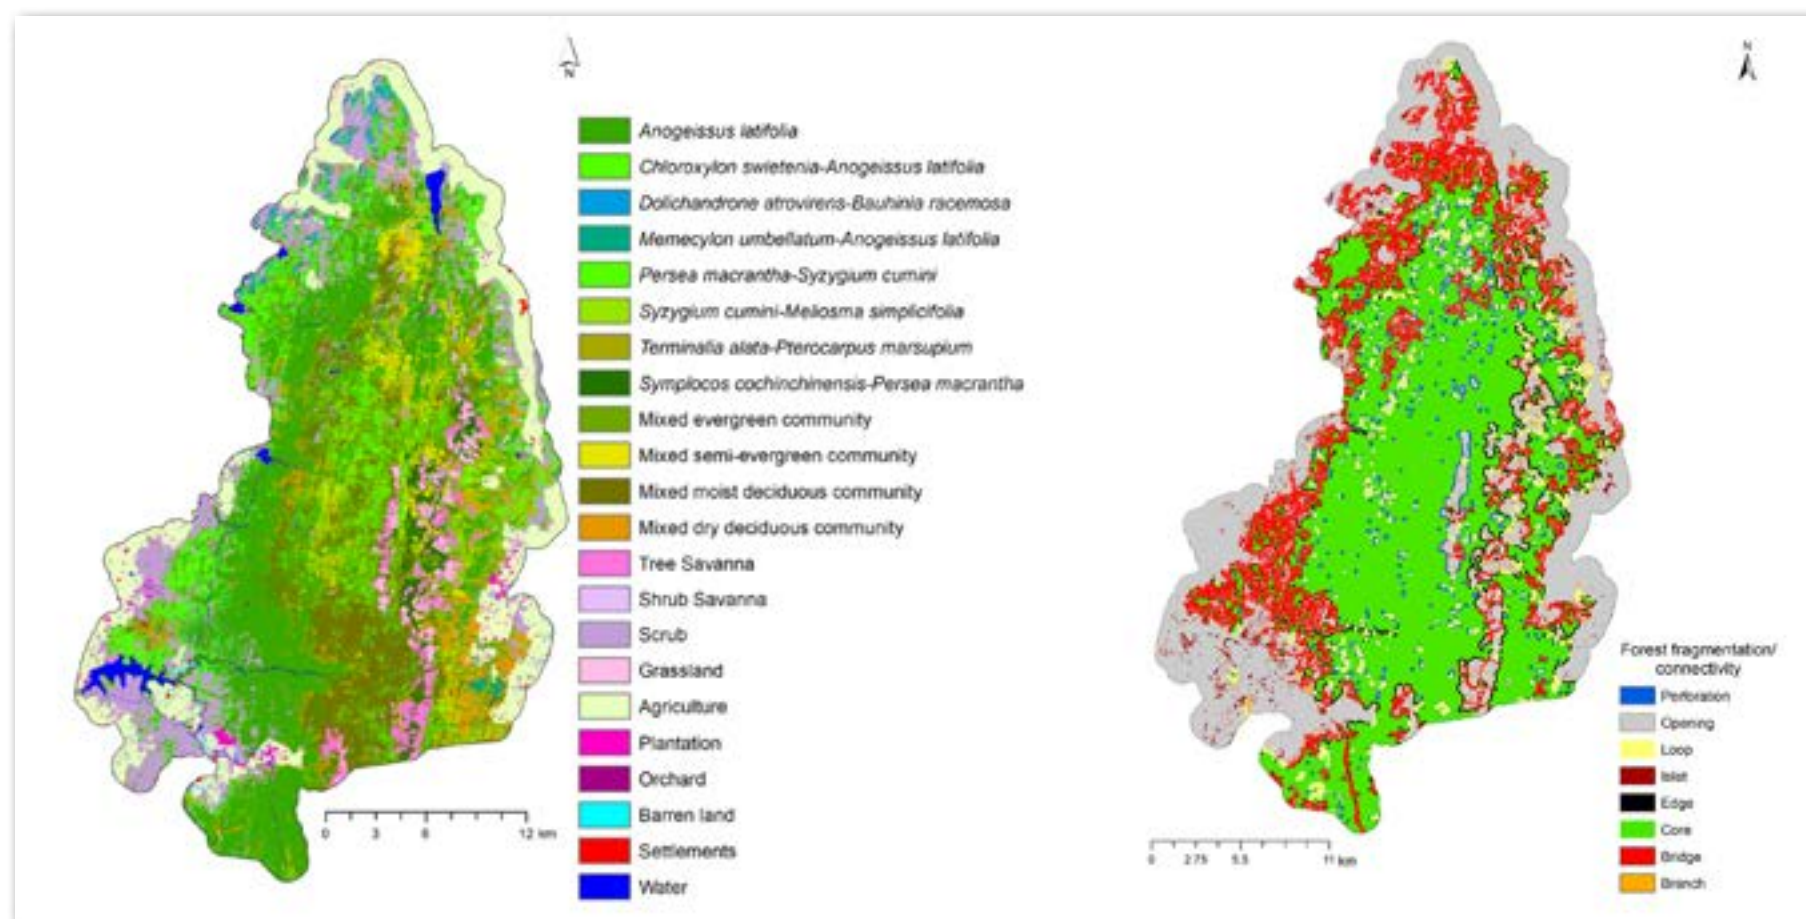 N
Anogeissus latifolia
Chloroxylon swietenia-Anogeissus latifolia
Dolichandrone atrovirens-Bauhinia racemosa
Memecylon umbellatum-Anogeissus latifolia
Persea macrantha-Syzygium cumini
Syzygium cumini-Meliosma simplicifolia
Terminalia alata-Pterocarpus marsupium
Symplocos cochinchinensis-Persea macrantha
Mixed evergreen community
Mixed semi-evergreen community
Mixed moist deciduous community
Mixed dry deciduous community
Tree Savanna
Shrub Savanna
Scrub
Grassland
Agriculture
Plantation
Orchard
Barren land
Settlements
Water
0 3 6 12 km
N
Forest fragmentation/
connectivity
Perforation
Opening
Loop
Islet
Edge
Core
Bridge
Branch
0 2.75 5.5 11 km